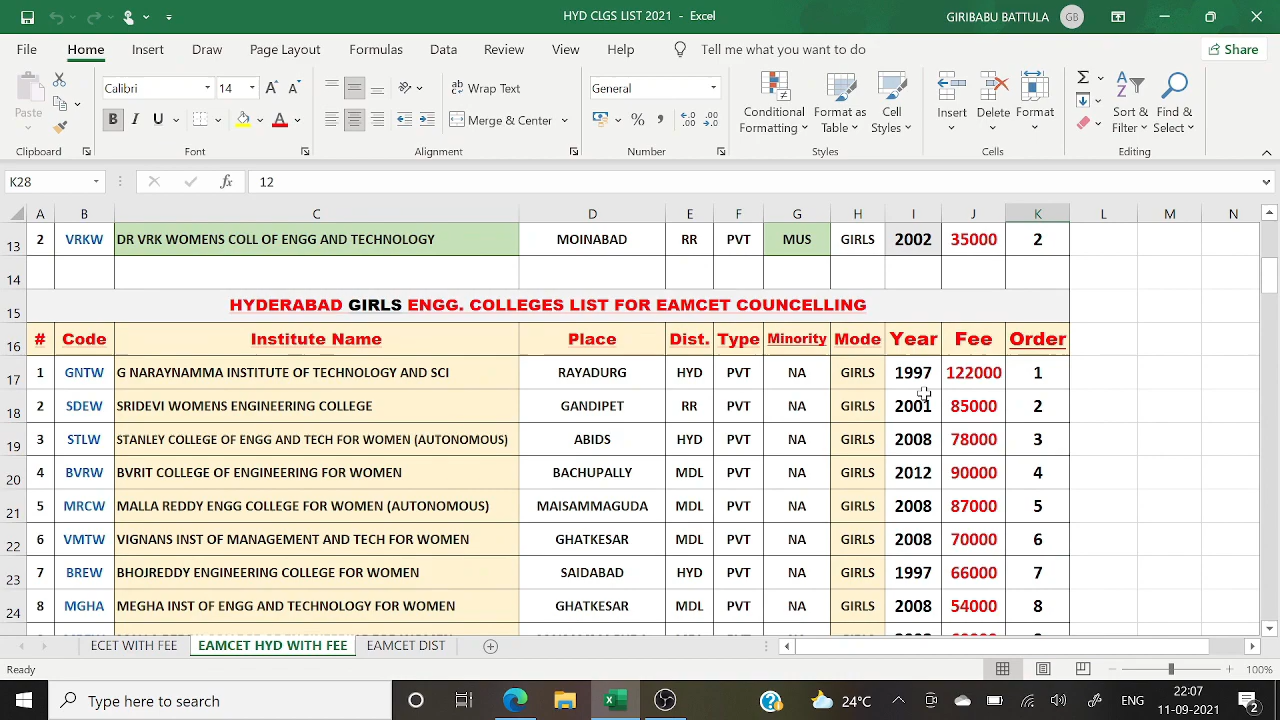 HYD CLGS LIST 2021 - Excel
GIRIBABU BATTULA GB
File Home Insert Draw Page Layout Formulas Data Review View Help Tell me what you want to do Share
Paste
Calibri 14 A A
B I U A
Wrap Text
Merge & Center
General
% , .0 .00
Conditional Formatting
Format as Table
Cell Styles
Insert Delete Format
Sort & Filter
Find & Select
Clipboard Font Alignment Number Styles Cells Editing
K28 fx 12
A B C D E F G H I J K L M N
13 2 VRKW DR VRK WOMENS COLL OF ENGG AND TECHNOLOGY MOINABAD RR PVT MUS GIRLS 2002 35000 2
14
15 HYDERABAD GIRLS ENGG. COLLEGES LIST FOR EAMCET COUNCELLING
16 # Code Institute Name Place Dist. Type Minority Mode Year Fee Order
17 1 GNTW G NARAYNAMMA INSTITUTE OF TECHNOLOGY AND SCI RAYADURG HYD PVT NA GIRLS 1997 122000 1
18 2 SDEW SRIDEVI WOMENS ENGINEERING COLLEGE GANDIPET RR PVT NA GIRLS 2001 85000 2
19 3 STLW STANLEY COLLEGE OF ENGG AND TECH FOR WOMEN (AUTONOMOUS) ABIDS HYD PVT NA GIRLS 2008 78000 3
20 4 BVRW BVRIT COLLEGE OF ENGINEERING FOR WOMEN BACHUPALLY MDL PVT NA GIRLS 2012 90000 4
21 5 MRCW MALLA REDDY ENGG COLLEGE FOR WOMEN (AUTONOMOUS) MAISAMMAGUDA MDL PVT NA GIRLS 2008 87000 5
22 6 VMTW VIGNANS INST OF MANAGEMENT AND TECH FOR WOMEN GHATKESAR MDL PVT NA GIRLS 2008 70000 6
23 7 BREW BHOJREDDY ENGINEERING COLLEGE FOR WOMEN SAIDABAD HYD PVT NA GIRLS 1997 66000 7
24 8 MGHA MEGHA INST OF ENGG AND TECHNOLOGY FOR WOMEN GHATKESAR MDL PVT NA GIRLS 2008 54000 8
ECET WITH FEE EAMCET HYD WITH FEE EAMCET DIST
Ready 100%
Type here to search
24°C ENG 22:07
11-09-2021 2